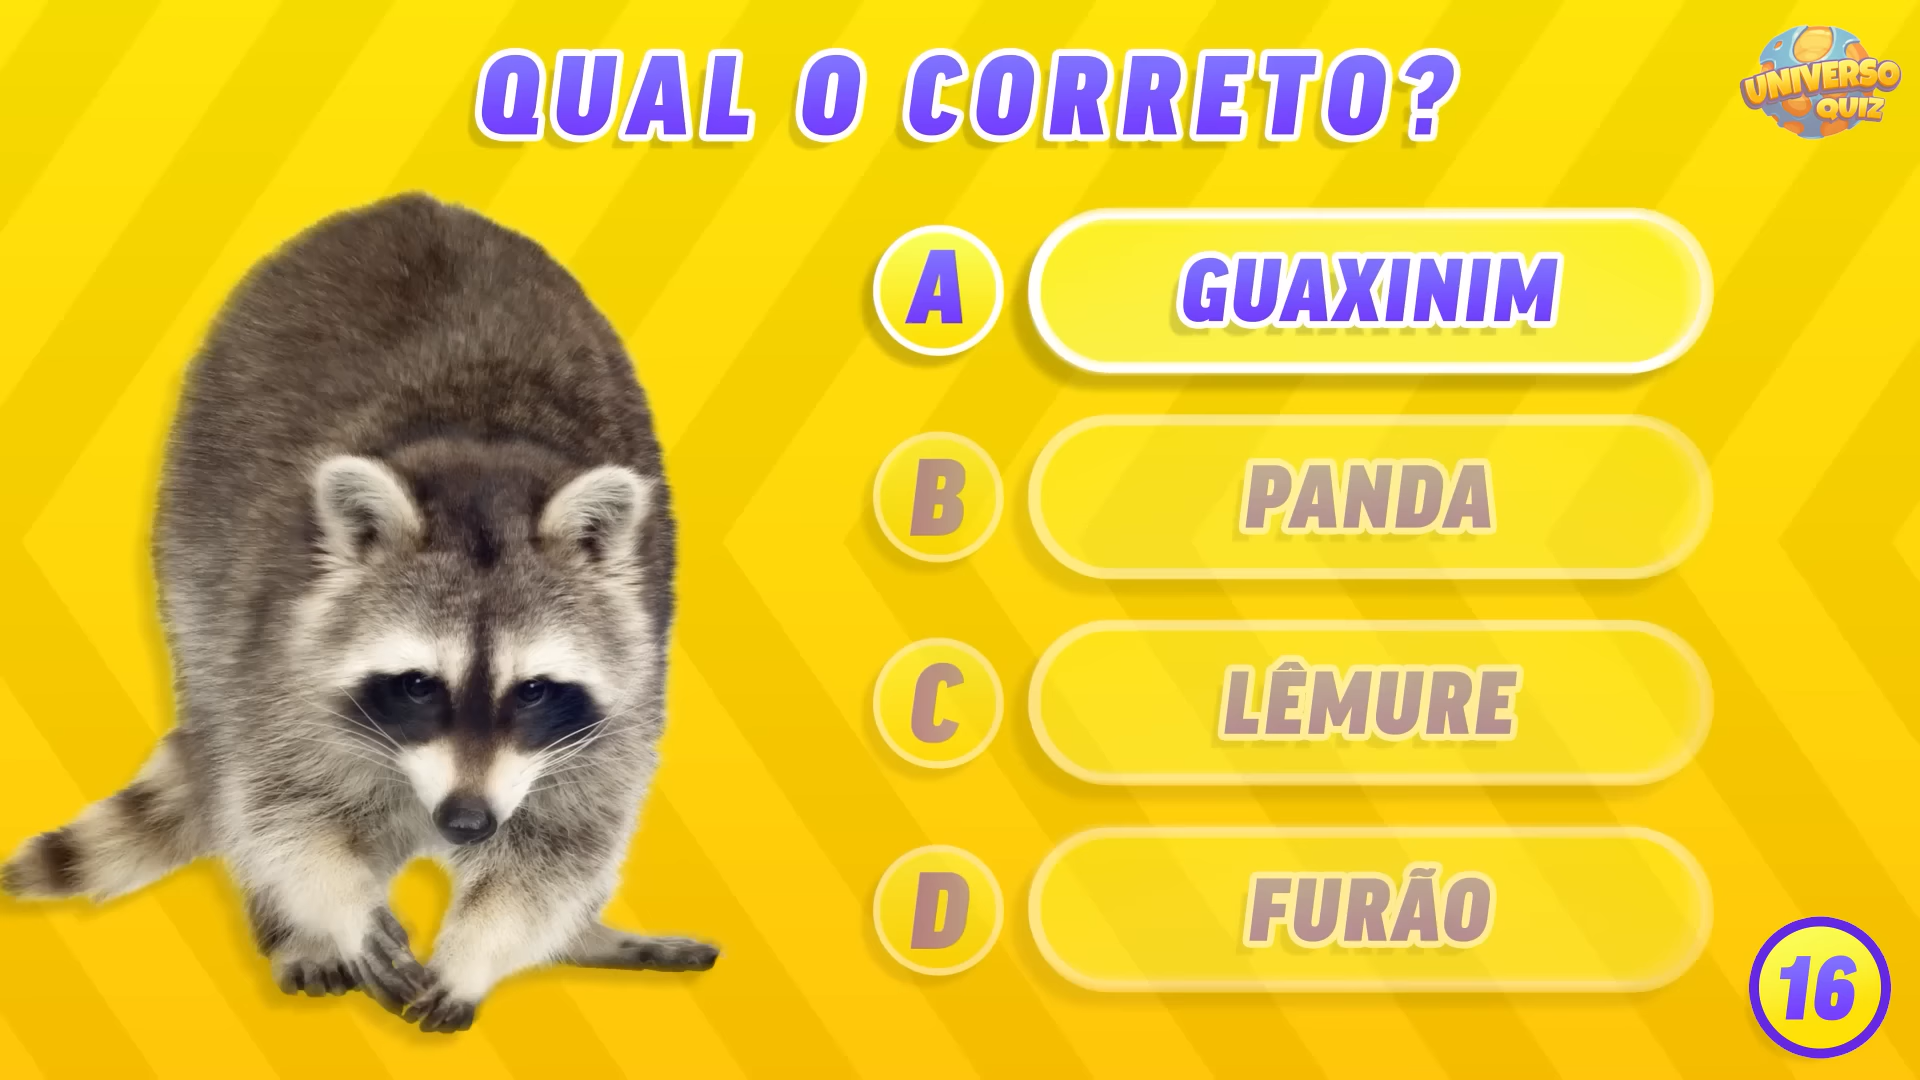 QUAL O CORRETO?
UNIVERSO
QUIZ
A GUAXINIM
B PANDA
C LÊMURE
D FURÃO
16